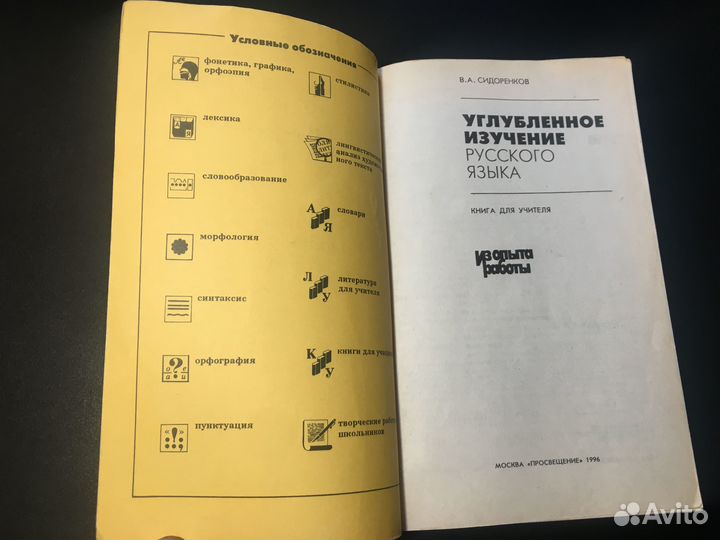 Условные обозначения
фонетика, графика,
орфоэпия
лексика
словообразование
морфология
синтаксис
орфография
пунктуация
стилистика
лингвистический
анализ художествен-
ного текста
А
Я
словари
Л
У
литература
для учителя
К
У
книги для
творческие
школьников
В.А. СИДОРЕНКОВ
УГЛУБЛЕННОЕ
ИЗУЧЕНИЕ
РУССКОГО
ЯЗЫКА
КНИГА ДЛЯ УЧИТЕЛЯ
из опыта
работы
МОСКВА «ПРОСВЕЩЕНИЕ» 1996
Avito